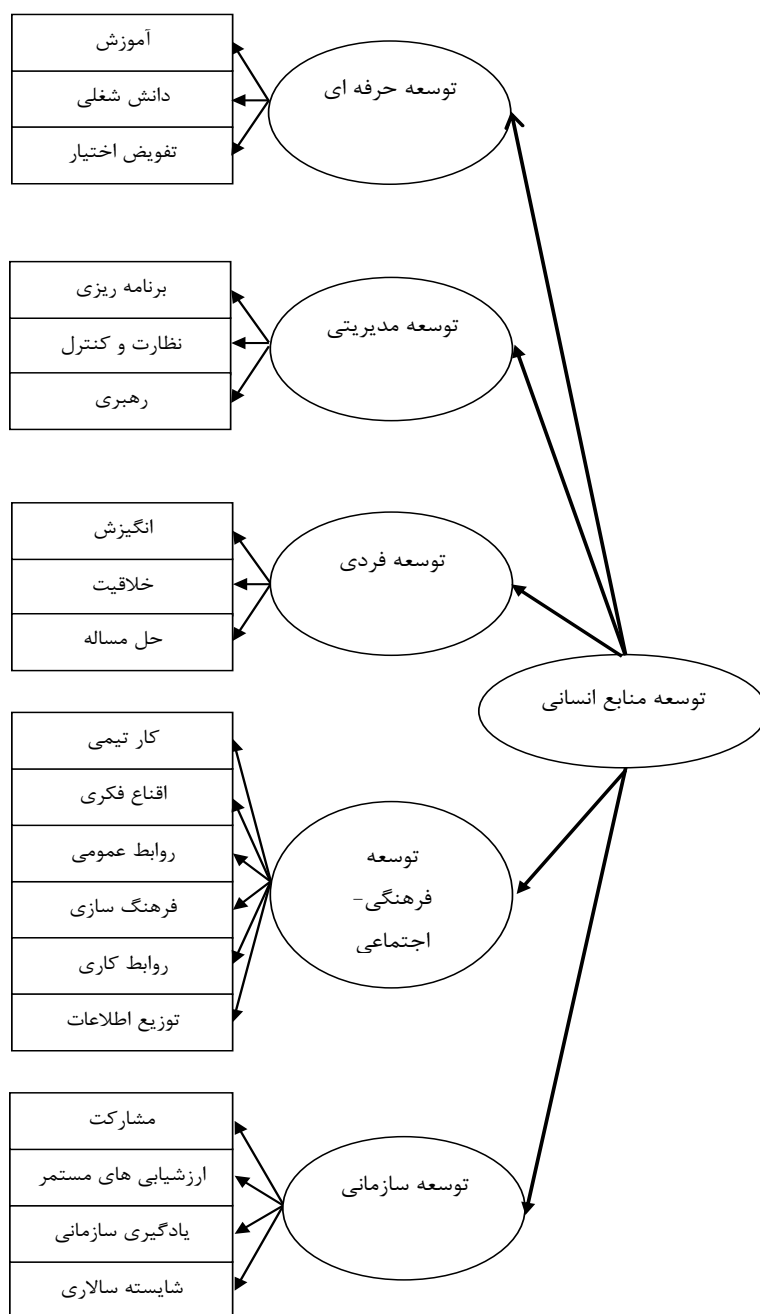 آموزش
دانش شغلی
تفویض اختیار
توسعه حرفه ای
برنامه ریزی
نظارت و کنترل
رهبری
توسعه مدیریتی
انگیزش
خلاقیت
حل مساله
توسعه فردی
توسعه منابع انسانی
کار تیمی
اقناع فکری
روابط عمومی
فرهنگ سازی
روابط کاری
توزیع اطلاعات
توسعه
فرهنگی-
اجتماعی
مشارکت
ارزشیابی های مستمر
یادگیری سازمانی
شایسته سالاری
توسعه سازمانی